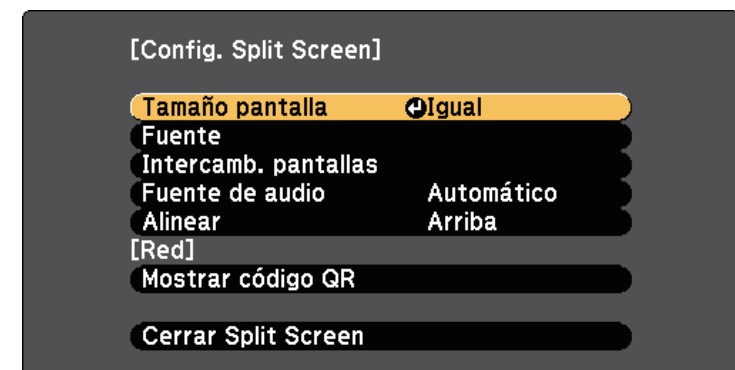 [Config. Split Screen]
Tamaño pantalla Igual
Fuente
Intercamb. pantallas
Fuente de audio Automático
Alinear Arriba
[Red]
Mostrar código QR
Cerrar Split Screen